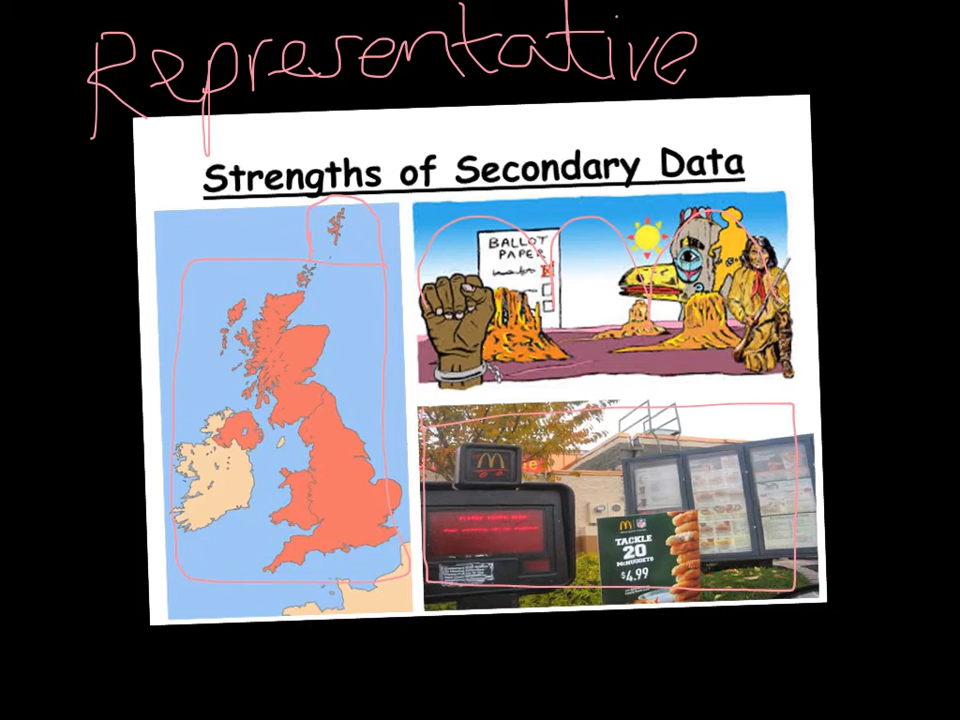 Representative
Strengths of Secondary Data
BALLOT
PAPER
TACKLE
20
McNUGGETS
$4.99